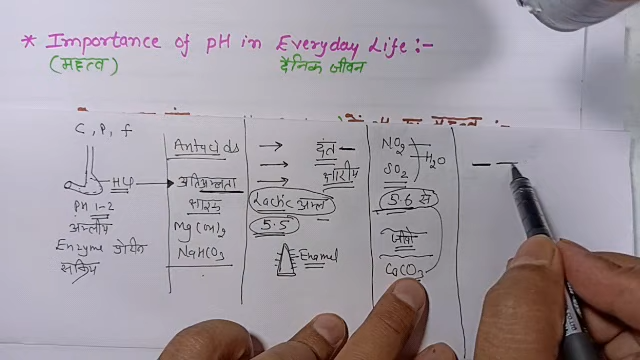 * Importance of pH in Everyday Life :-
(महत्व) दैनिक जीवन
C, P, f
HCl
PH 1-2
अम्लीय
Enzyme
सक्रिय
Antacids
अतिअम्लता
क्षारक
Mg(OH)2
NaHCO3
दंत
क्षारीय
Lactic अम्ल
5.5
Enamel
NO2
H2O
SO2
5.6 से
जीवों
CaCO3